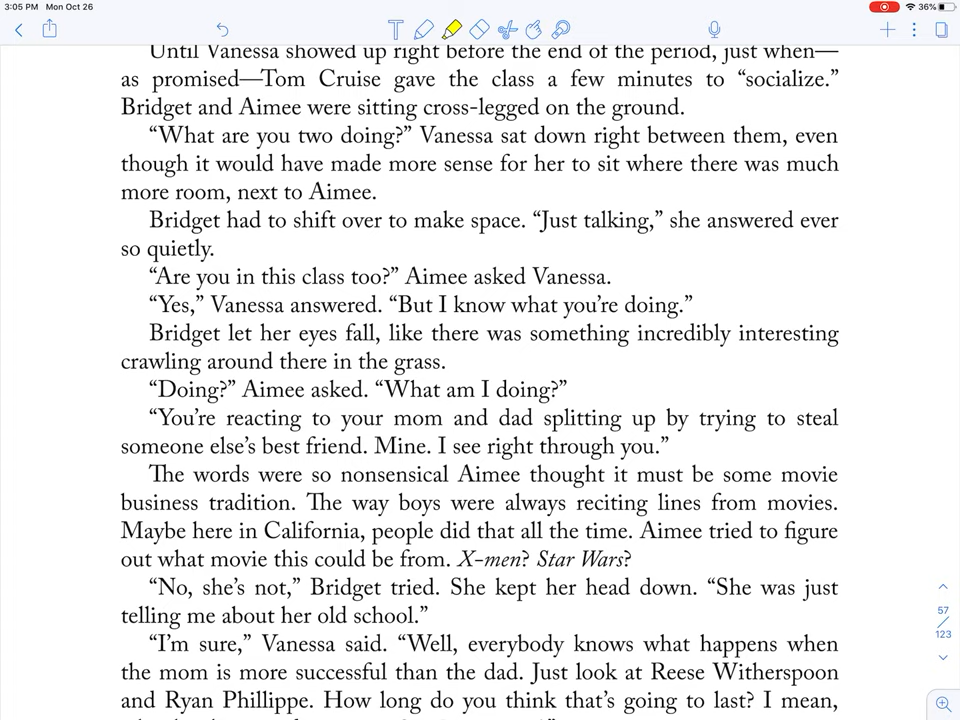 3:05 PM Mon Oct 26
36%
Until Vanessa showed up right before the end of the period, just when—
as promised—Tom Cruise gave the class a few minutes to “socialize.”
Bridget and Aimee were sitting cross-legged on the ground.
“What are you two doing?” Vanessa sat down right between them, even
though it would have made more sense for her to sit where there was much
more room, next to Aimee.
Bridget had to shift over to make space. “Just talking,” she answered ever
so quietly.
“Are you in this class too?” Aimee asked Vanessa.
“Yes,” Vanessa answered. “But I know what you’re doing.”
Bridget let her eyes fall, like there was something incredibly interesting
crawling around there in the grass.
“Doing?” Aimee asked. “What am I doing?”
“You’re reacting to your mom and dad splitting up by trying to steal
someone else’s best friend. Mine. I see right through you.”
The words were so nonsensical Aimee thought it must be some movie
business tradition. The way boys were always reciting lines from movies.
Maybe here in California, people did that all the time. Aimee tried to figure
out what movie this could be from. X-men? Star Wars?
“No, she’s not,” Bridget tried. She kept her head down. “She was just
telling me about her old school.”
“I’m sure,” Vanessa said. “Well, everybody knows what happens when
the mom is more successful than the dad. Just look at Reese Witherspoon
and Ryan Phillippe. How long do you think that’s going to last? I mean,
57
123